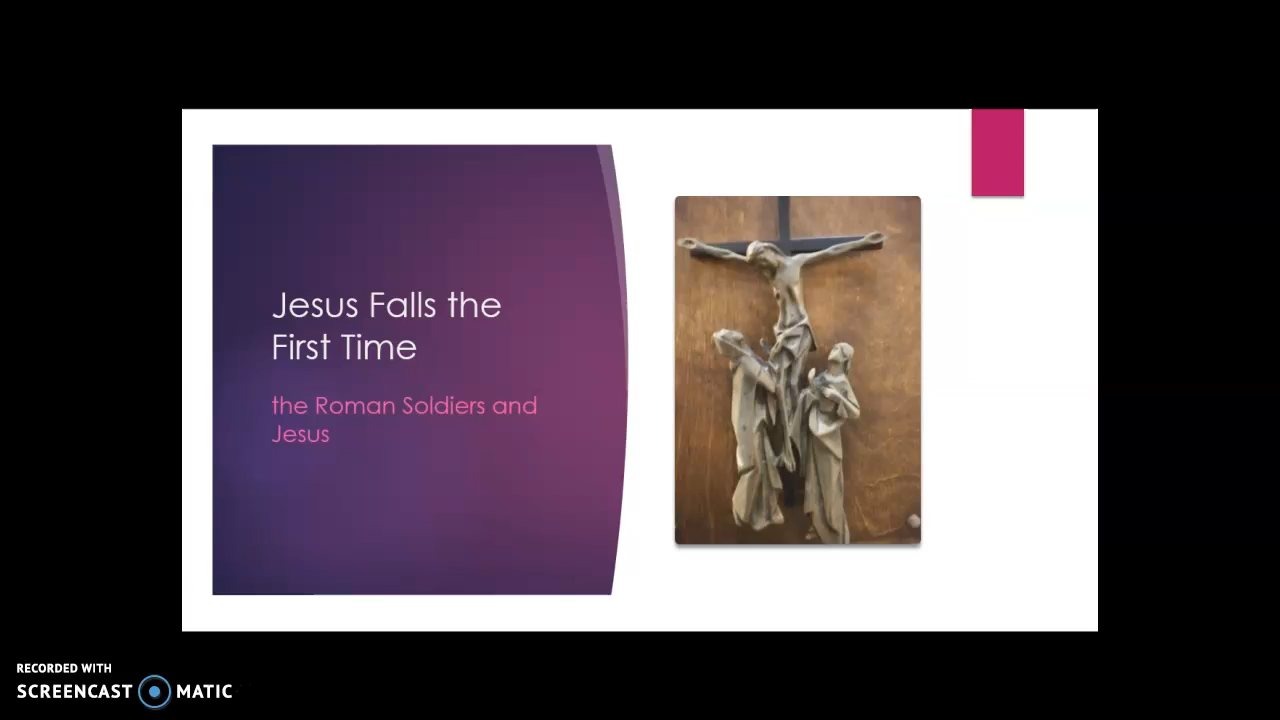 Jesus Falls the
First Time
the Roman Soldiers and
Jesus
RECORDED WITH
SCREENCAST MATIC